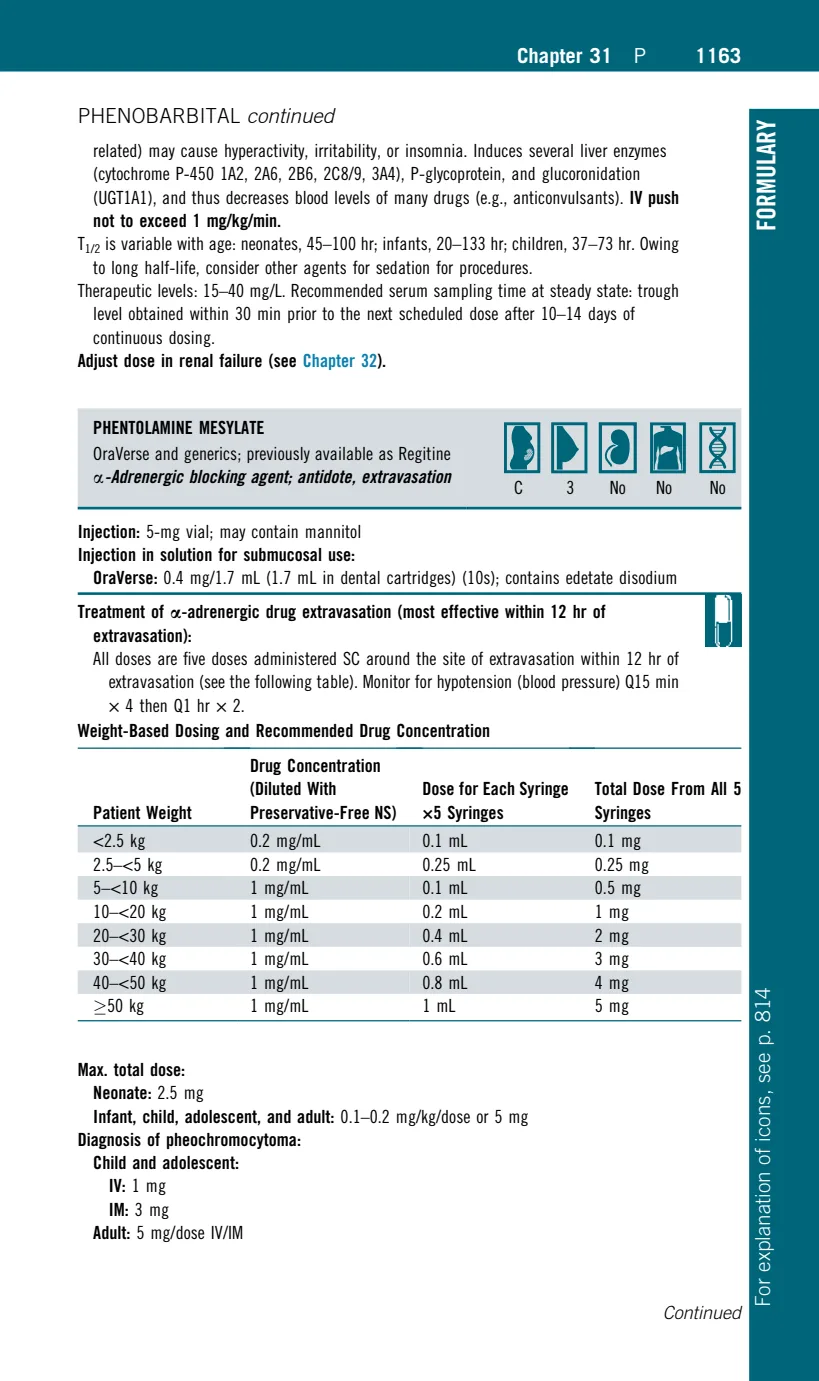 Chapter 31 P 1163
PHENOBARBITAL continued
related) may cause hyperactivity, irritability, or insomnia. Induces several liver enzymes
(cytochrome P-450 1A2, 2A6, 2B6, 2C8/9, 3A4), P-glycoprotein, and glucoronidation
(UGT1A1), and thus decreases blood levels of many drugs (e.g., anticonvulsants). IV push
not to exceed 1 mg/kg/min.
T1/2 is variable with age: neonates, 45–100 hr; infants, 20–133 hr; children, 37–73 hr. Owing
to long half-life, consider other agents for sedation for procedures.
Therapeutic levels: 15–40 mg/L. Recommended serum sampling time at steady state: trough
level obtained within 30 min prior to the next scheduled dose after 10–14 days of
continuous dosing.
Adjust dose in renal failure (see Chapter 32).
PHENTOLAMINE MESYLATE
OraVerse and generics; previously available as Regitine
α-Adrenergic blocking agent; antidote, extravasation
C 3 No No No
Injection: 5-mg vial; may contain mannitol
Injection in solution for submucosal use:
OraVerse: 0.4 mg/1.7 mL (1.7 mL in dental cartridges) (10s); contains edetate disodium
Treatment of α-adrenergic drug extravasation (most effective within 12 hr of
extravasation):
All doses are five doses administered SC around the site of extravasation within 12 hr of
extravasation (see the following table). Monitor for hypotension (blood pressure) Q15 min
× 4 then Q1 hr × 2.
Weight-Based Dosing and Recommended Drug Concentration
Drug Concentration
(Diluted With Dose for Each Syringe Total Dose From All 5
Patient Weight Preservative-Free NS) ×5 Syringes Syringes
<2.5 kg 0.2 mg/mL 0.1 mL 0.1 mg
2.5–<5 kg 0.2 mg/mL 0.25 mL 0.25 mg
5–<10 kg 1 mg/mL 0.1 mL 0.5 mg
10–<20 kg 1 mg/mL 0.2 mL 1 mg
20–<30 kg 1 mg/mL 0.4 mL 2 mg
30–<40 kg 1 mg/mL 0.6 mL 3 mg
40–<50 kg 1 mg/mL 0.8 mL 4 mg
≥50 kg 1 mg/mL 1 mL 5 mg
Max. total dose:
Neonate: 2.5 mg
Infant, child, adolescent, and adult: 0.1–0.2 mg/kg/dose or 5 mg
Diagnosis of pheochromocytoma:
Child and adolescent:
IV: 1 mg
IM: 3 mg
Adult: 5 mg/dose IV/IM
Continued
FORMULARY
For explanation of icons, see p. 814